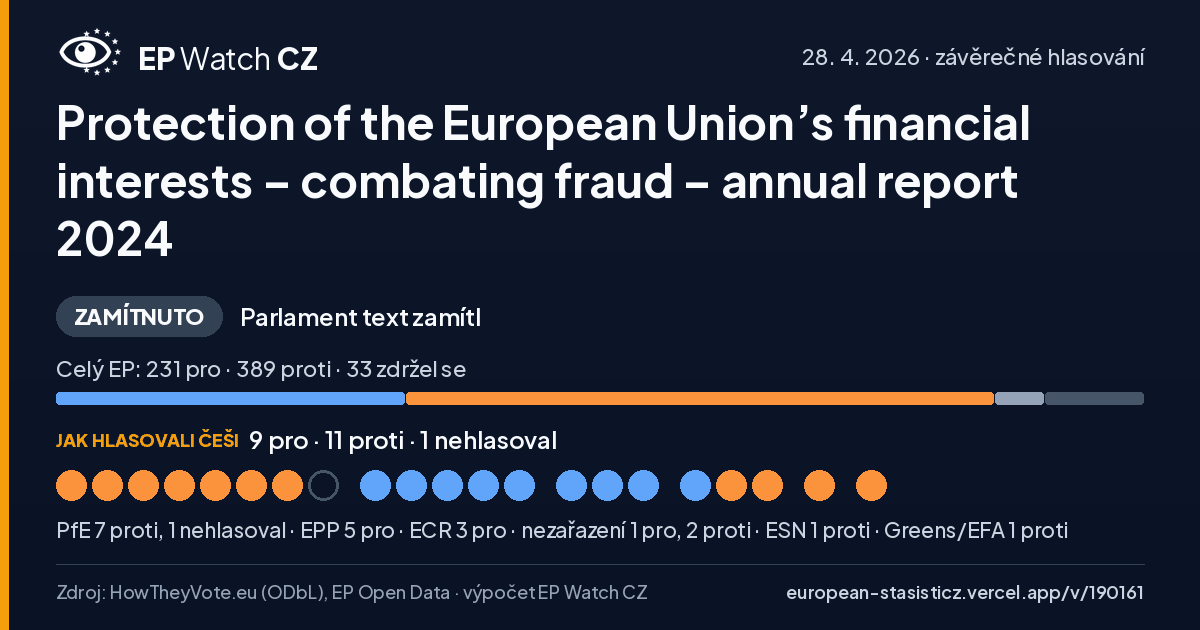 EP Watch CZ
28. 4. 2026 · závěrečné hlasování
Protection of the European Union’s financial
interests – combating fraud – annual report
2024
ZAMÍTNUTO Parlament text zamítl
Celý EP: 231 pro · 389 proti · 33 zdržel se
JAK HLASOVALI ČEŠI 9 pro · 11 proti · 1 nehlasoval
PfE 7 proti, 1 nehlasoval · EPP 5 pro · ECR 3 pro · nezařazení 1 pro, 2 proti · ESN 1 proti · Greens/EFA 1 proti
Zdroj: HowTheyVote.eu (ODbL), EP Open Data · výpočet EP Watch CZ
european-stasisticz.vercel.app/v/190161